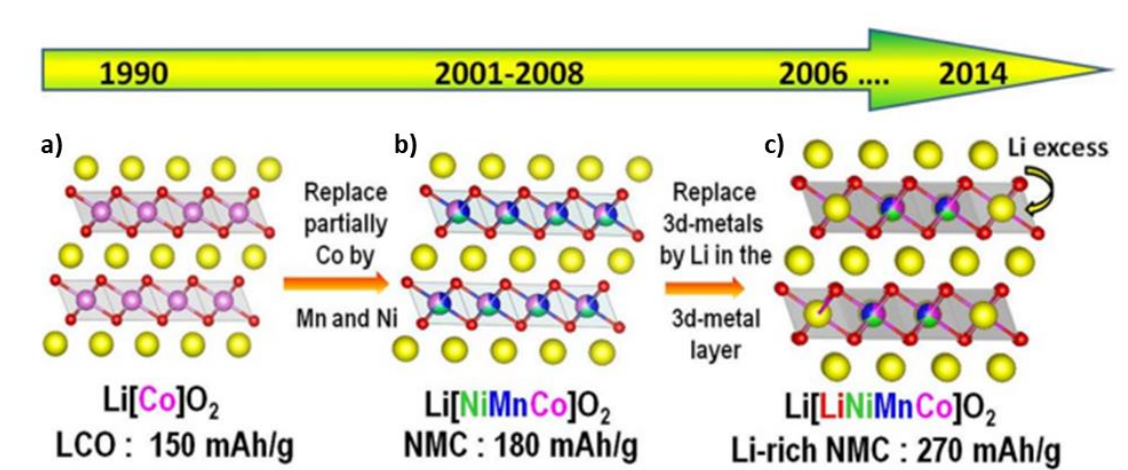 1990 2001-2008 2006 .... 2014
a)
b)
c)
Li excess
Replace
partially
Co by
Mn and Ni
Replace
3d-metals
by Li in the
3d-metal
layer
Li[Co]O₂
LCO : 150 mAh/g
Li[NiMnCo]O₂
NMC : 180 mAh/g
Li[LiNiMnCo]O₂
Li-rich NMC : 270 mAh/g